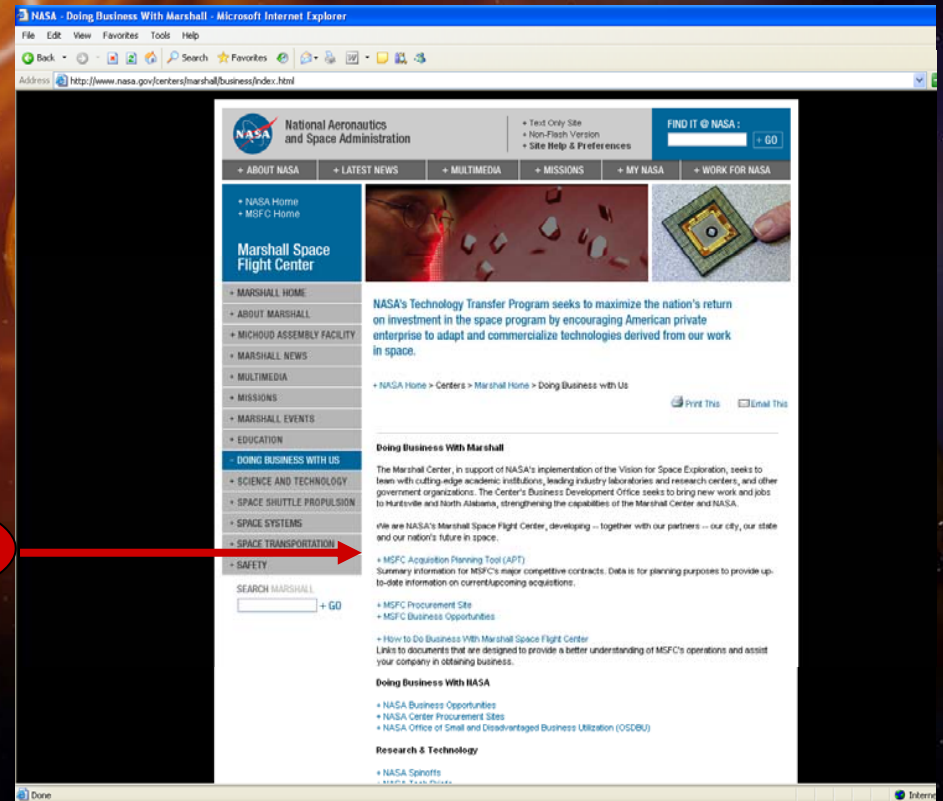 NASA - Doing Business With Marshall - Microsoft Internet Explorer
File Edit View Favorites Tools Help
Back Search Favorites
Address http://www.nasa.gov/centers/marshall/business/index.html
NASA
National Aeronautics
and Space Administration
+ Text Only Site
+ Non-Flash Version
+ Site Help & Preferences
FIND IT @ NASA :
+ GO
+ ABOUT NASA + LATEST NEWS + MULTIMEDIA + MISSIONS + MY NASA + WORK FOR NASA
+ NASA Home
+ MSFC Home
Marshall Space
Flight Center
+ MARSHALL HOME
+ ABOUT MARSHALL
+ MICHOUD ASSEMBLY FACILITY
+ MARSHALL NEWS
+ MULTIMEDIA
+ MISSIONS
+ MARSHALL EVENTS
+ EDUCATION
- DOING BUSINESS WITH US
+ SCIENCE AND TECHNOLOGY
+ SPACE SHUTTLE PROPULSION
+ SPACE SYSTEMS
+ SPACE TRANSPORTATION
+ SAFETY
SEARCH MARSHALL
+ GO
NASA's Technology Transfer Program seeks to maximize the nation's return
on investment in the space program by encouraging American private
enterprise to adapt and commercialize technologies derived from our work
in space.
+ NASA Home > Centers > Marshall Home > Doing Business with Us
Print This Email This
Doing Business With Marshall
The Marshall Center, in support of NASA's implementation of the Vision for Space Exploration, seeks to
team with cutting-edge academic institutions, leading industry laboratories and research centers, and other
government organizations. The Center's Business Development Office seeks to bring new work and jobs
to Huntsville and North Alabama, strengthening the capabilities of the Marshall Center and NASA.
We are NASA's Marshall Space Flight Center, developing -- together with our partners -- our city, our state
and our nation's future in space.
+ MSFC Acquisition Planning Tool (APT)
Summary information for MSFC's major competitive contracts. Data is for planning purposes to provide up-
to-date information on current/upcoming acquisitions.
+ MSFC Procurement Site
+ MSFC Business Opportunities
+ How to Do Business With Marshall Space Flight Center
Links to documents that are designed to provide a better understanding of MSFC's operations and assist
your company in obtaining business.
Doing Business With NASA
+ NASA Business Opportunities
+ NASA Center Procurement Sites
+ NASA Office of Small and Disadvantaged Business Utilization (OSDBU)
Research & Technology
+ NASA Spinoffs
+ NASA Tech Briefs
Done
Interne